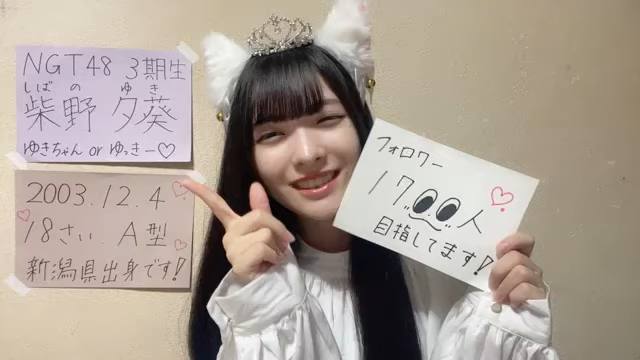 NGT48 3期生
しばの ゆき
柴野 夕葵
ゆきちゃん or ゆっきー♡
2003.12.4
18さい A型
新潟県出身です!
フォロワー
1700人
目指してます!